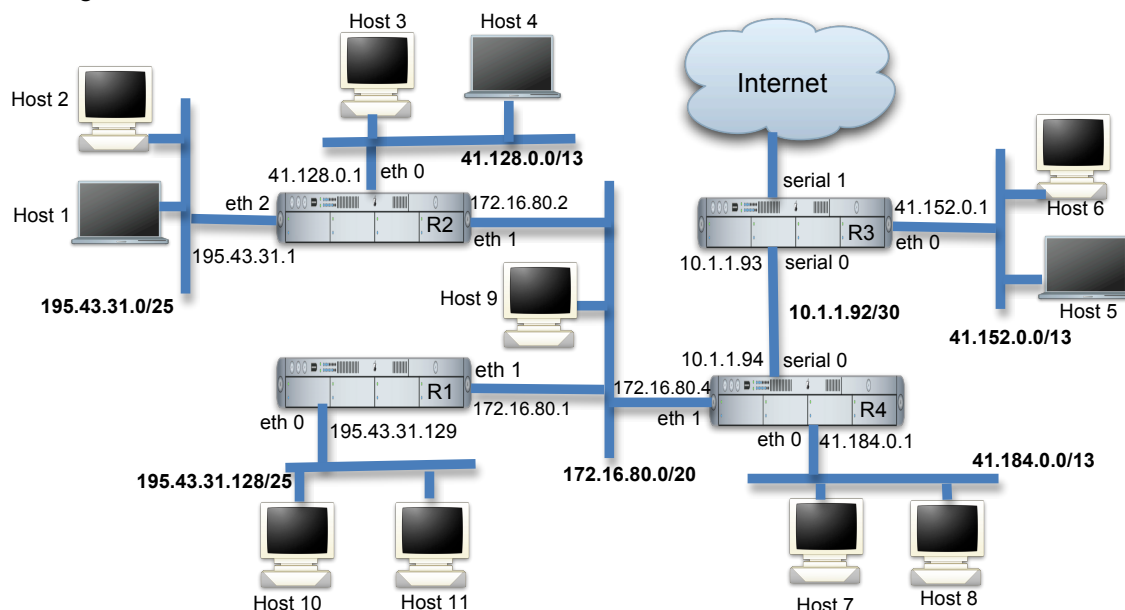 Host 3
Host 4
Host 2
Internet
41.128.0.0/13
41.128.0.1
eth 0
serial 1
Host 1
eth 2
172.16.80.2
41.152.0.1
Host 6
R2
R3
eth 1
eth 0
195.43.31.1
10.1.1.93
serial 0
Host 9
195.43.31.0/25
10.1.1.92/30
Host 5
41.152.0.0/13
10.1.1.94
serial 0
eth 1
172.16.80.4
R1
R4
172.16.80.1
eth 1
eth 0
195.43.31.129
eth 0
41.184.0.1
41.184.0.0/13
195.43.31.128/25
172.16.80.0/20
Host 10
Host 11
Host 7
Host 8